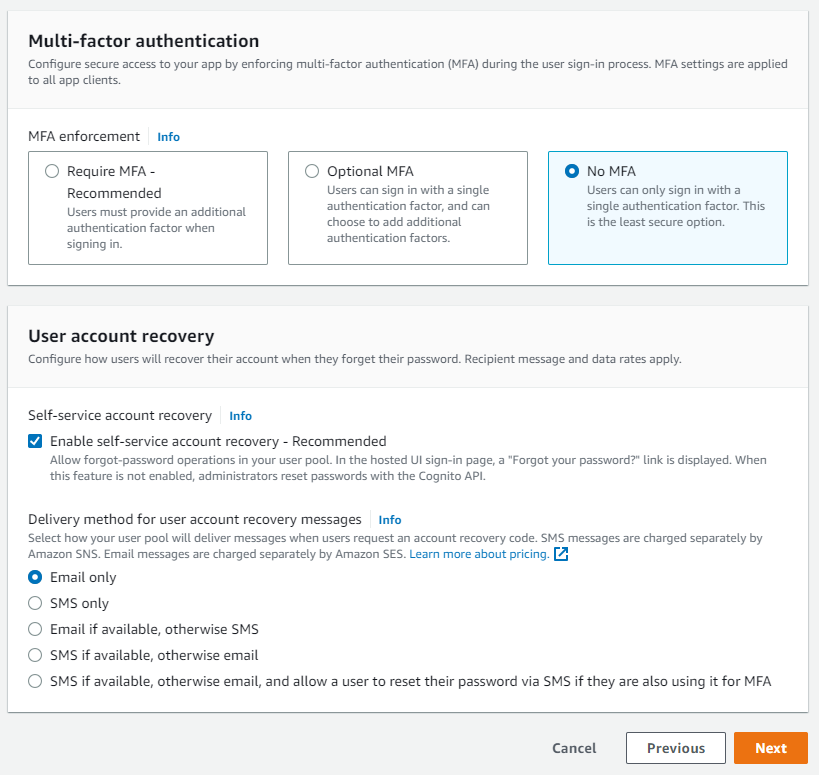 Multi-factor authentication
Configure secure access to your app by enforcing multi-factor authentication (MFA) during the user sign-in process. MFA settings are applied
to all app clients.
MFA enforcement Info
Require MFA -
Recommended
Users must provide an additional
authentication factor when
signing in.
Optional MFA
Users can sign in with a single
authentication factor, and can
choose to add additional
authentication factors.
No MFA
Users can only sign in with a
single authentication factor. This
is the least secure option.
User account recovery
Configure how users will recover their account when they forget their password. Recipient message and data rates apply.
Self-service account recovery Info
Enable self-service account recovery - Recommended
Allow forgot-password operations in your user pool. In the hosted UI sign-in page, a "Forgot your password?" link is displayed. When
this feature is not enabled, administrators reset passwords with the Cognito API.
Delivery method for user account recovery messages Info
Select how your user pool will deliver messages when users request an account recovery code. SMS messages are charged separately by
Amazon SNS. Email messages are charged separately by Amazon SES. Learn more about pricing.
Email only
SMS only
Email if available, otherwise SMS
SMS if available, otherwise email
SMS if available, otherwise email, and allow a user to reset their password via SMS if they are also using it for MFA
Cancel Previous Next